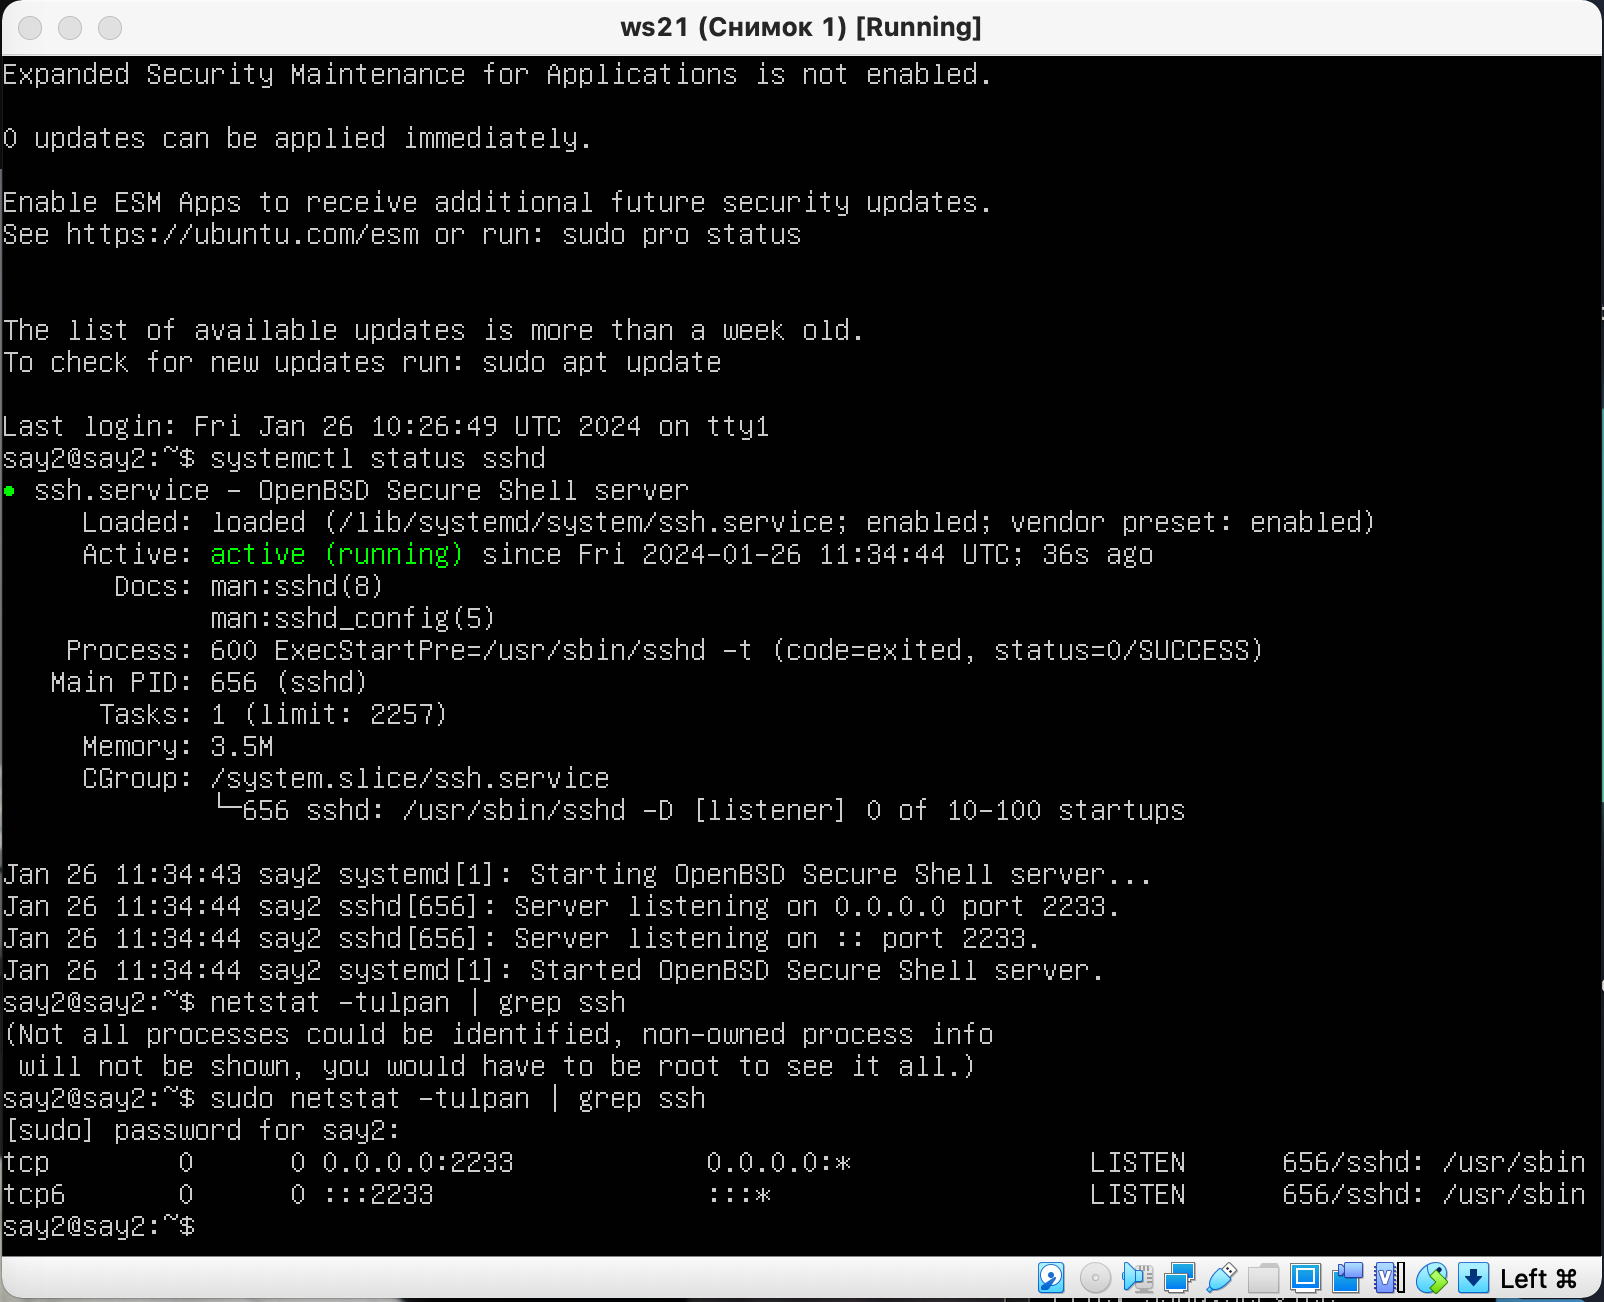 ws21 (Снимок 1) [Running]
Expanded Security Maintenance for Applications is not enabled.
0 updates can be applied immediately.
Enable ESM Apps to receive additional future security updates.
See https://ubuntu.com/esm or run: sudo pro status
The list of available updates is more than a week old.
To check for new updates run: sudo apt update
Last login: Fri Jan 26 10:26:49 UTC 2024 on tty1
say2@say2:~$ systemctl status sshd
● ssh.service - OpenBSD Secure Shell server
     Loaded: loaded (/lib/systemd/system/ssh.service; enabled; vendor preset: enabled)
     Active: active (running) since Fri 2024-01-26 11:34:44 UTC; 36s ago
       Docs: man:sshd(8)
             man:sshd_config(5)
    Process: 600 ExecStartPre=/usr/sbin/sshd -t (code=exited, status=0/SUCCESS)
   Main PID: 656 (sshd)
      Tasks: 1 (limit: 2257)
     Memory: 3.5M
     CGroup: /system.slice/ssh.service
             └─656 sshd: /usr/sbin/sshd -D [listener] 0 of 10-100 startups
Jan 26 11:34:43 say2 systemd[1]: Starting OpenBSD Secure Shell server...
Jan 26 11:34:44 say2 sshd[656]: Server listening on 0.0.0.0 port 2233.
Jan 26 11:34:44 say2 sshd[656]: Server listening on :: port 2233.
Jan 26 11:34:44 say2 systemd[1]: Started OpenBSD Secure Shell server.
say2@say2:~$ netstat -tulpan | grep ssh
(Not all processes could be identified, non-owned process info
 will not be shown, you would have to be root to see it all.)
say2@say2:~$ sudo netstat -tulpan | grep ssh
[sudo] password for say2:
tcp        0      0 0.0.0.0:2233            0.0.0.0:*               LISTEN      656/sshd: /usr/sbin
tcp6       0      0 :::2233                 :::*                    LISTEN      656/sshd: /usr/sbin
say2@say2:~$
Left ⌘